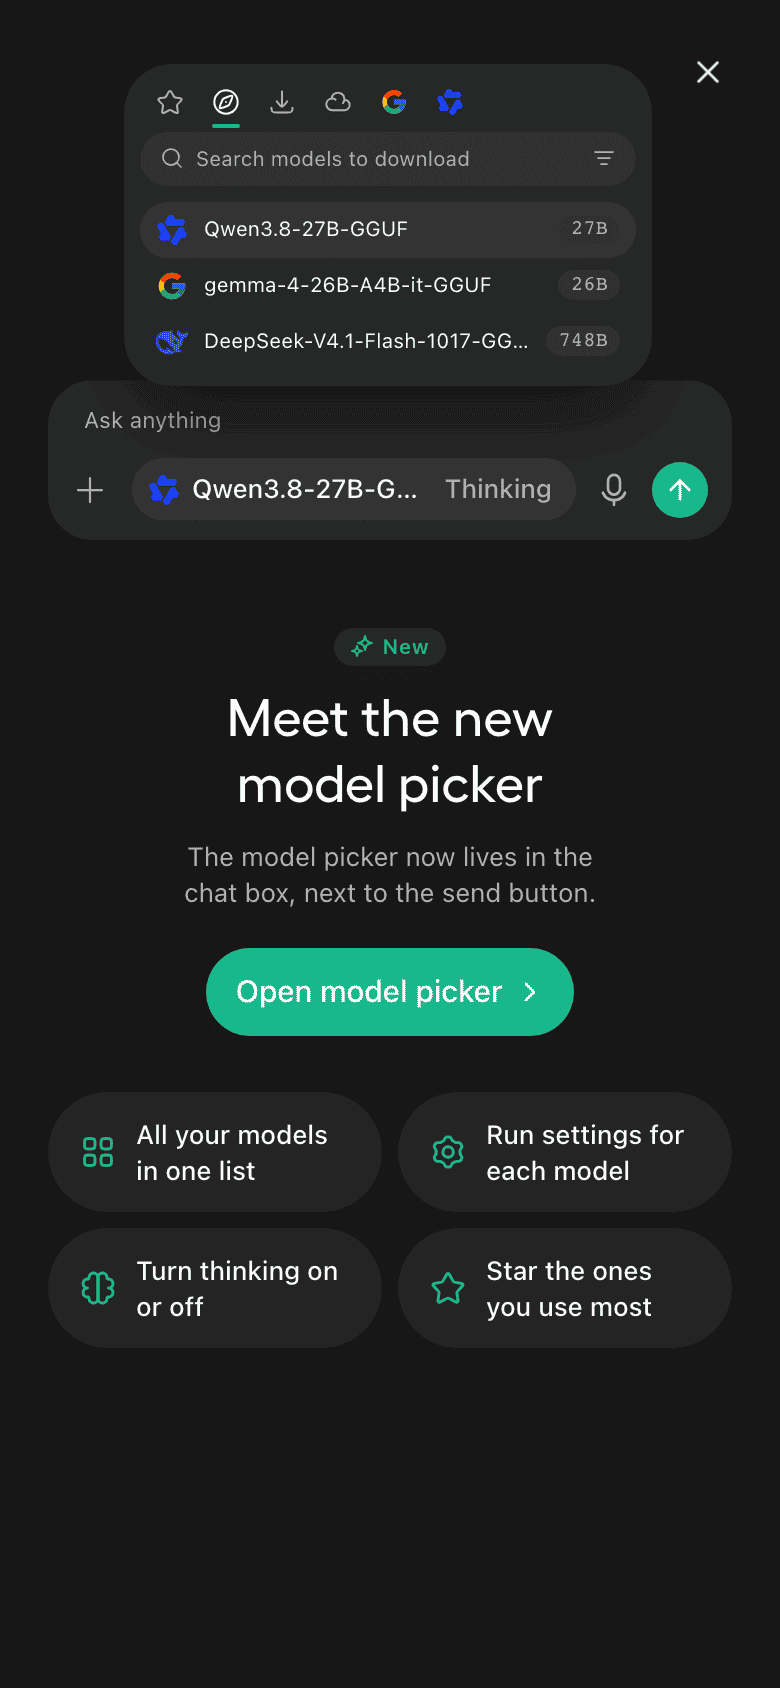 Search models to download
Qwen3.8-27B-GGUF 27B
gemma-4-26B-A4B-it-GGUF 26B
DeepSeek-V4.1-Flash-1017-GG... 748B
Ask anything
Qwen3.8-27B-G... Thinking
New
Meet the new
model picker
The model picker now lives in the
chat box, next to the send button.
Open model picker
All your models
in one list
Run settings for
each model
Turn thinking on
or off
Star the ones
you use most